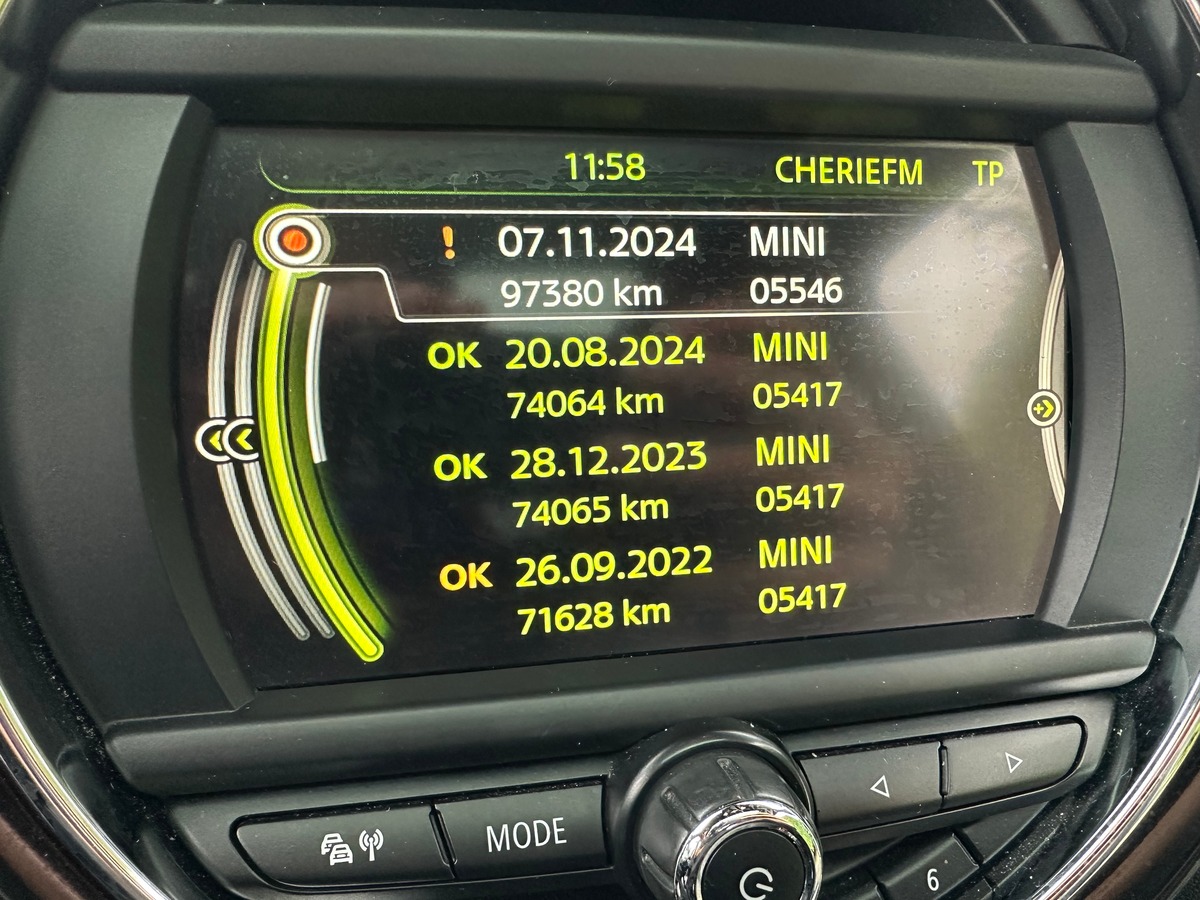 11:58 CHERIEFM TP
! 07.11.2024 MINI
97380 km 05546
OK 20.08.2024 MINI
74064 km 05417
OK 28.12.2023 MINI
74065 km 05417
OK 26.09.2022 MINI
71628 km 05417
MODE
6